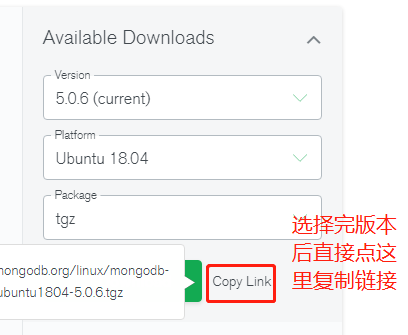 Available Downloads
Version
5.0.6 (current)
Platform
Ubuntu 18.04
Package
tgz
选择完版本
后直接点这
里复制链接
mongodb.org/linux/mongodb-
ubuntu1804-5.0.6.tgz
Copy Link